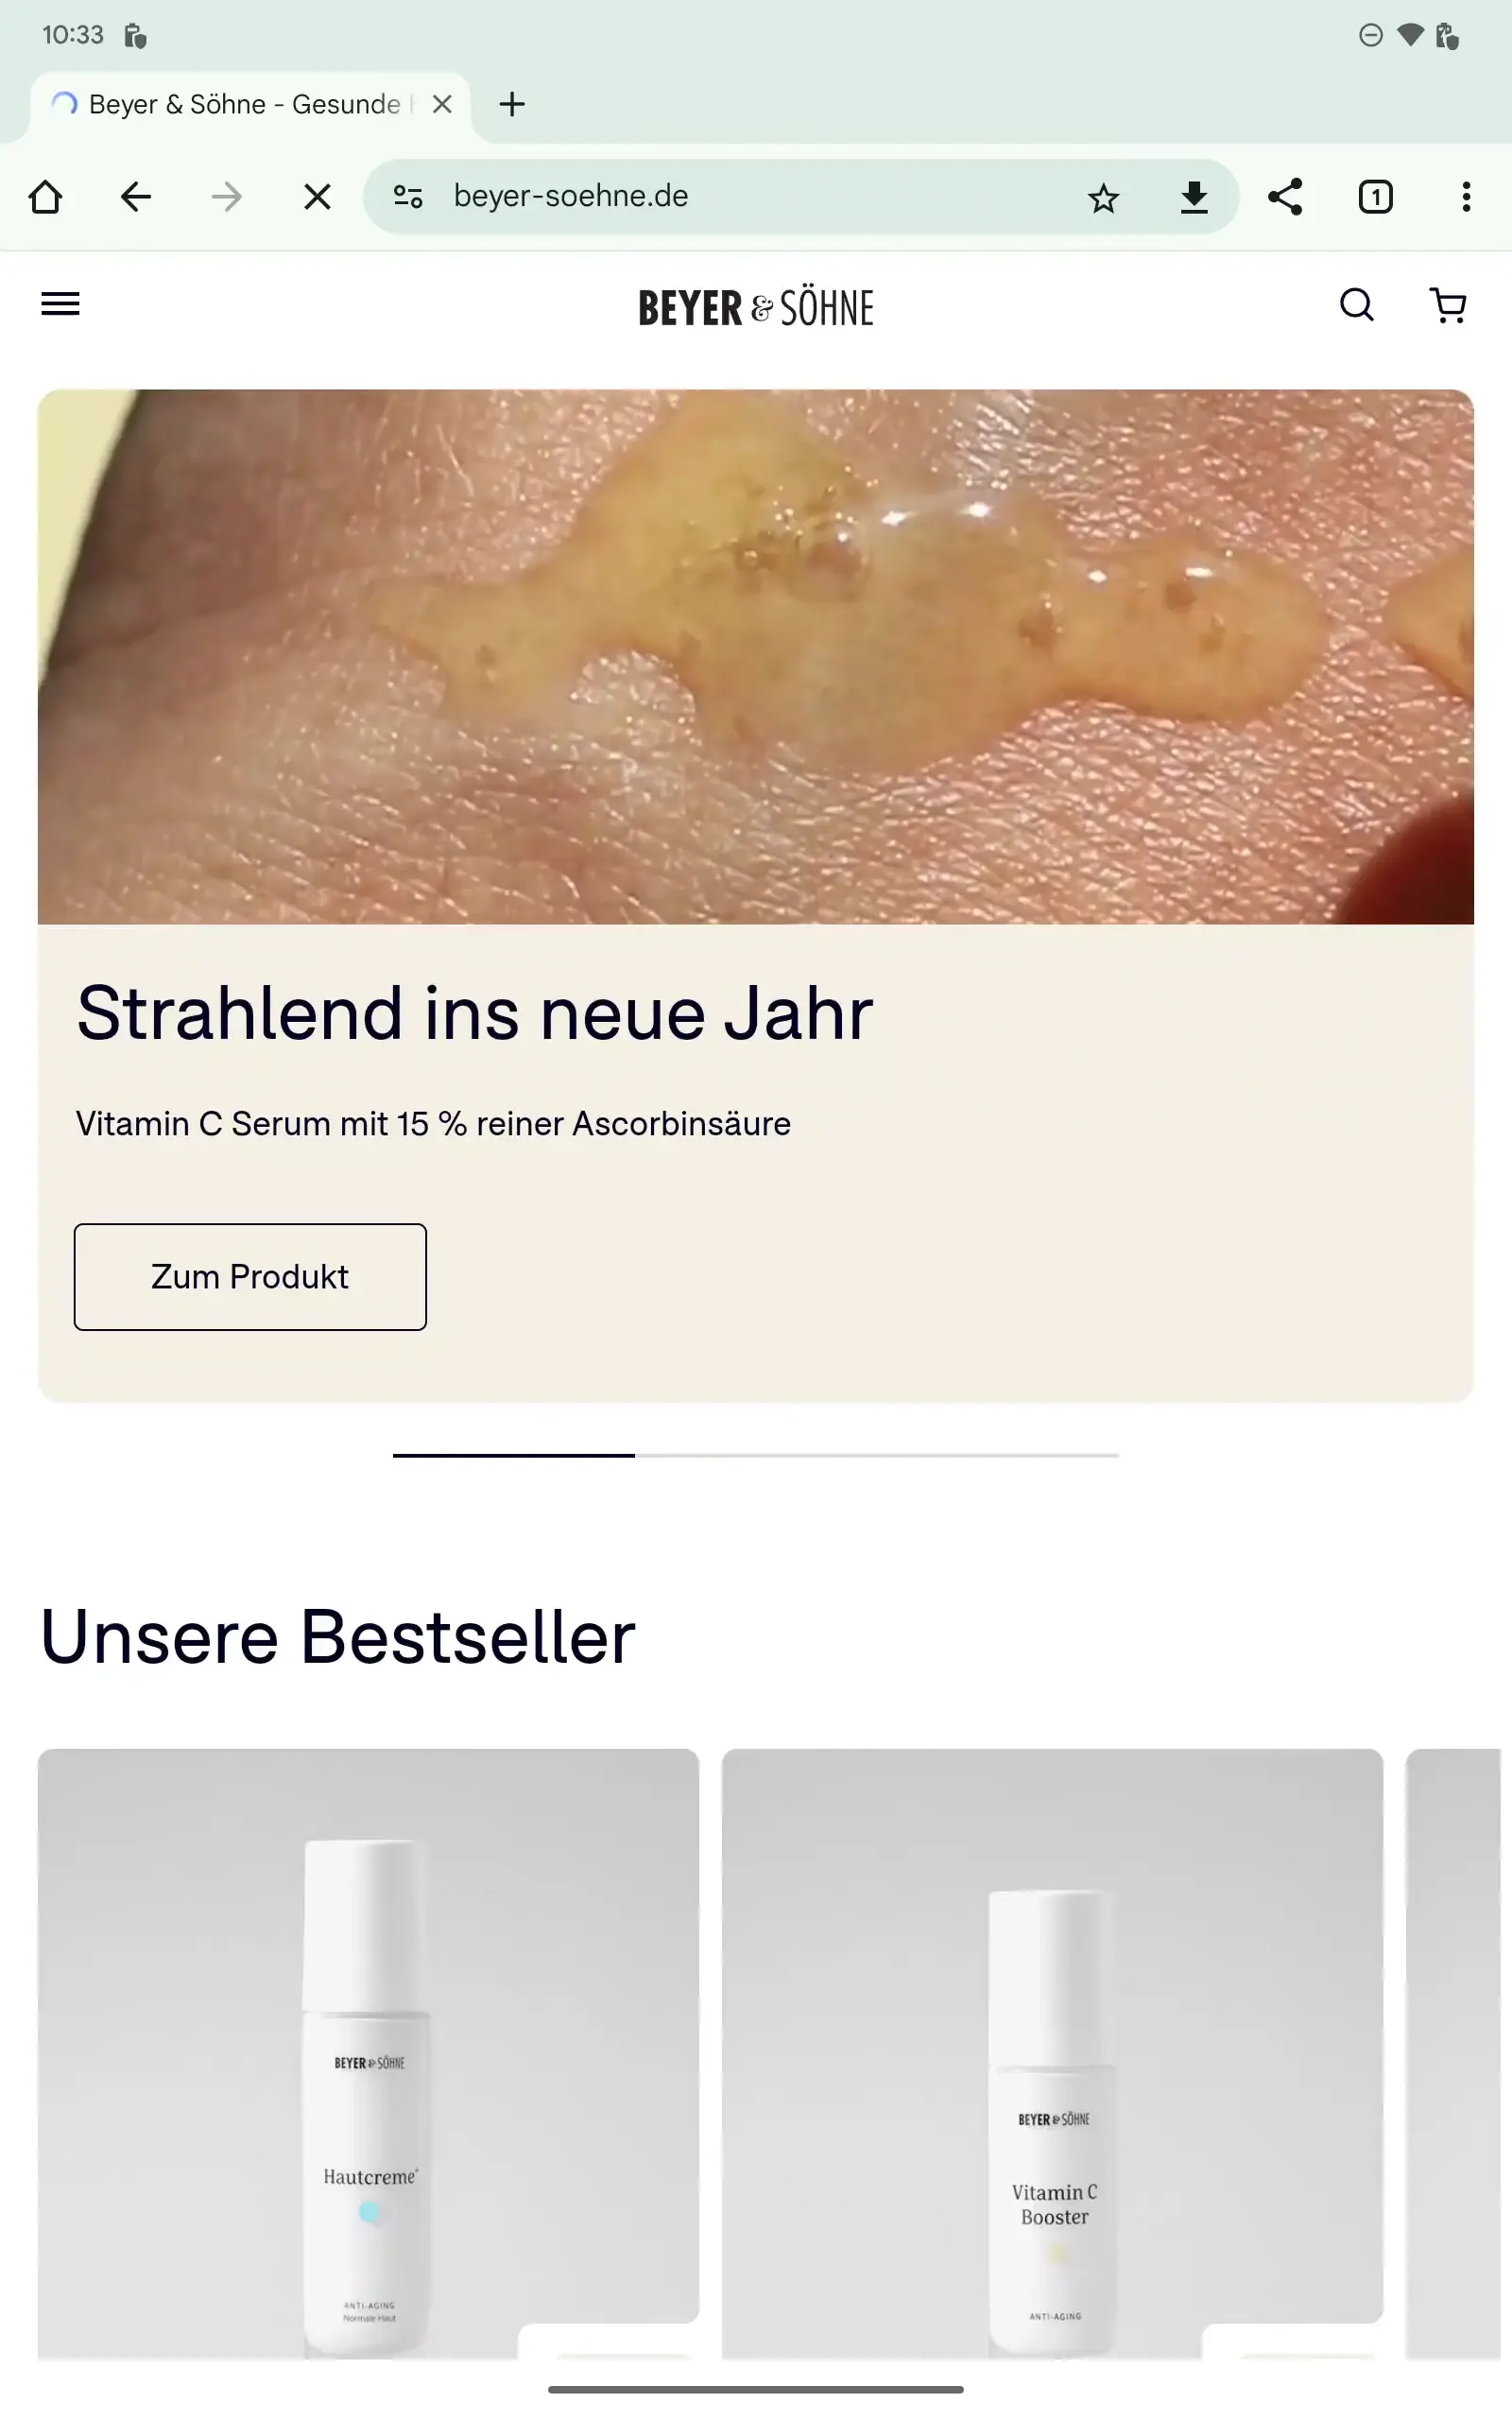 10:33
Beyer & Söhne - Gesunde
beyer-soehne.de
1
BEYER & SÖHNE
Strahlend ins neue Jahr
Vitamin C Serum mit 15 % reiner Ascorbinsäure
Zum Produkt
Unsere Bestseller
BEYER & SÖHNE
Hautcreme+
ANTI-AGING
Normale Haut
BEYER & SÖHNE
Vitamin C
Booster
ANTI-AGING